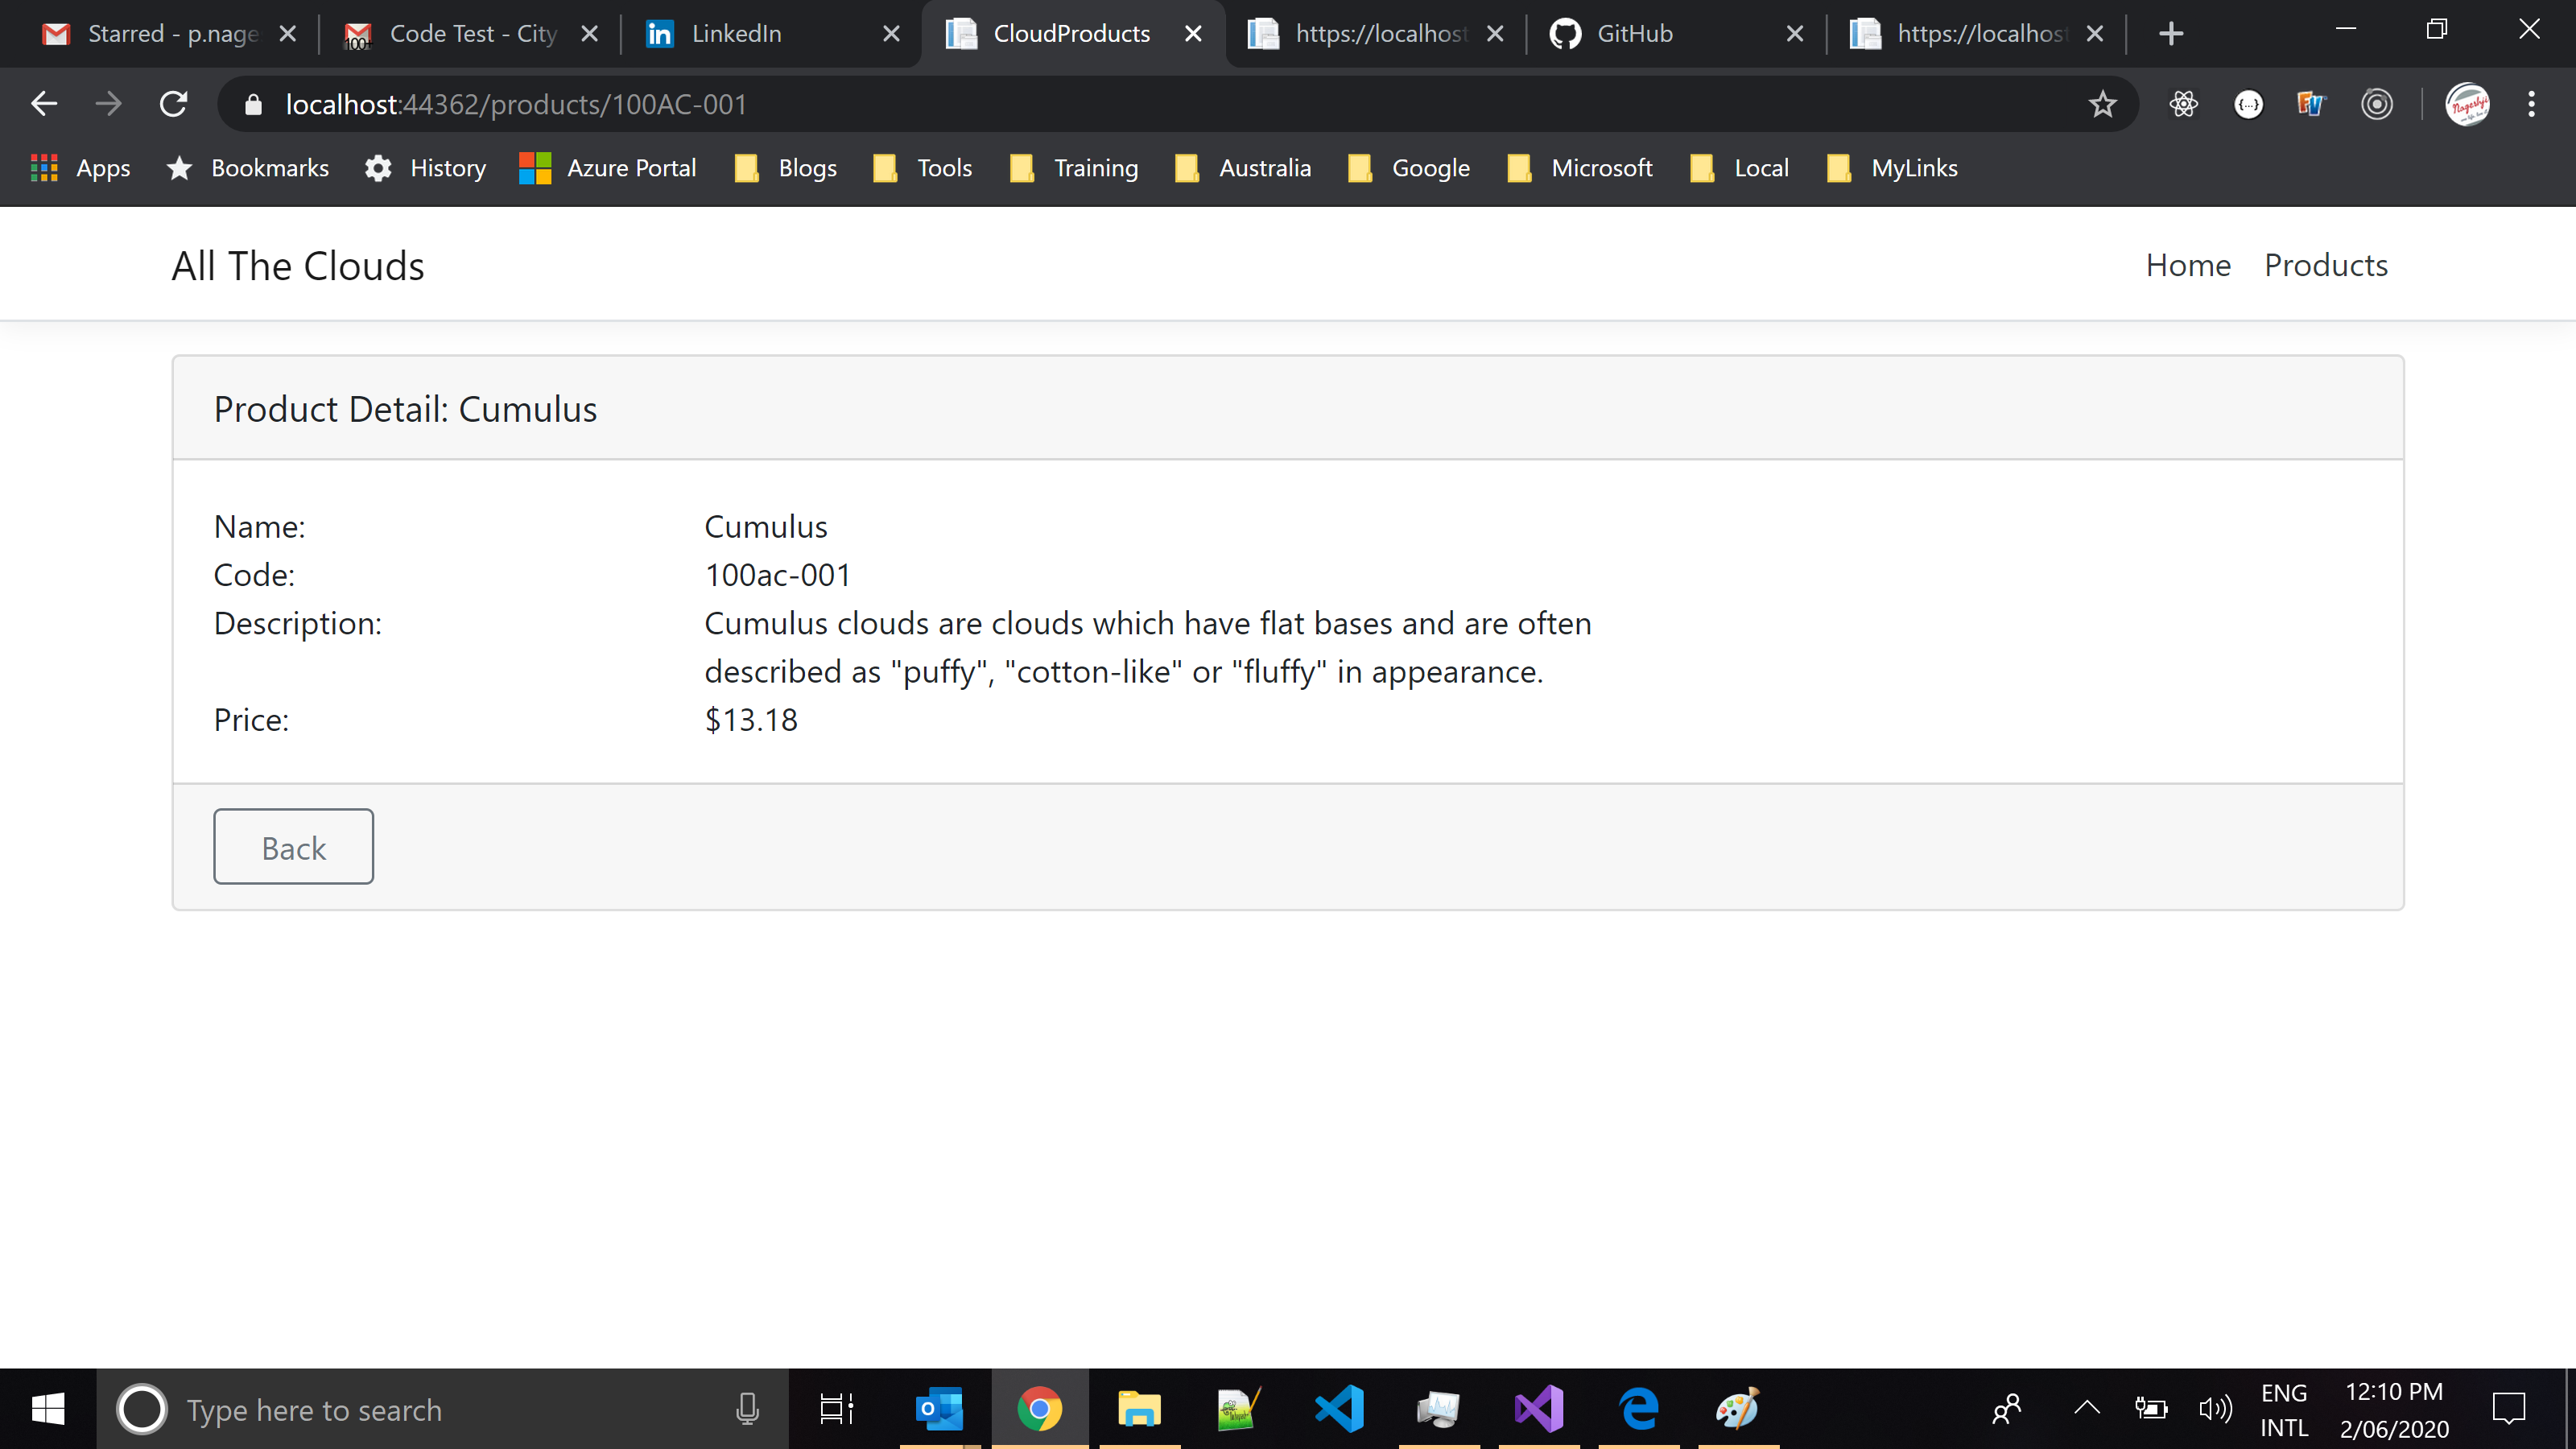 Starred - p.nage
Code Test - City
LinkedIn
CloudProducts
https://localhost
GitHub
https://localhost
localhost:44362/products/100AC-001
Apps
Bookmarks
History
Azure Portal
Blogs
Tools
Training
Australia
Google
Microsoft
Local
MyLinks
All The Clouds
Home
Products
Product Detail: Cumulus
Name: Cumulus
Code: 100ac-001
Description: Cumulus clouds are clouds which have flat bases and are often
described as "puffy", "cotton-like" or "fluffy" in appearance.
Price: $13.18
Back
Type here to search
ENG
INTL
12:10 PM
2/06/2020